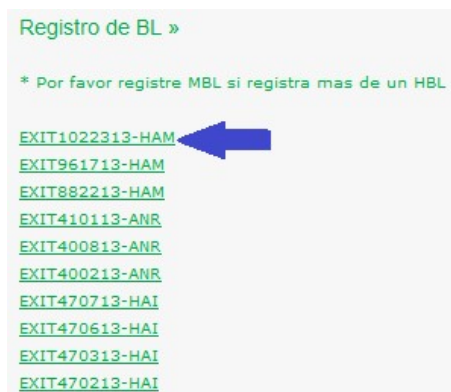 Registro de BL »
* Por favor registre MBL si registra mas de un HBL
EXIT1022313-HAM
EXIT961713-HAM
EXIT882213-HAM
EXIT410113-ANR
EXIT400813-ANR
EXIT400213-ANR
EXIT470713-HAI
EXIT470613-HAI
EXIT470313-HAI
EXIT470213-HAI